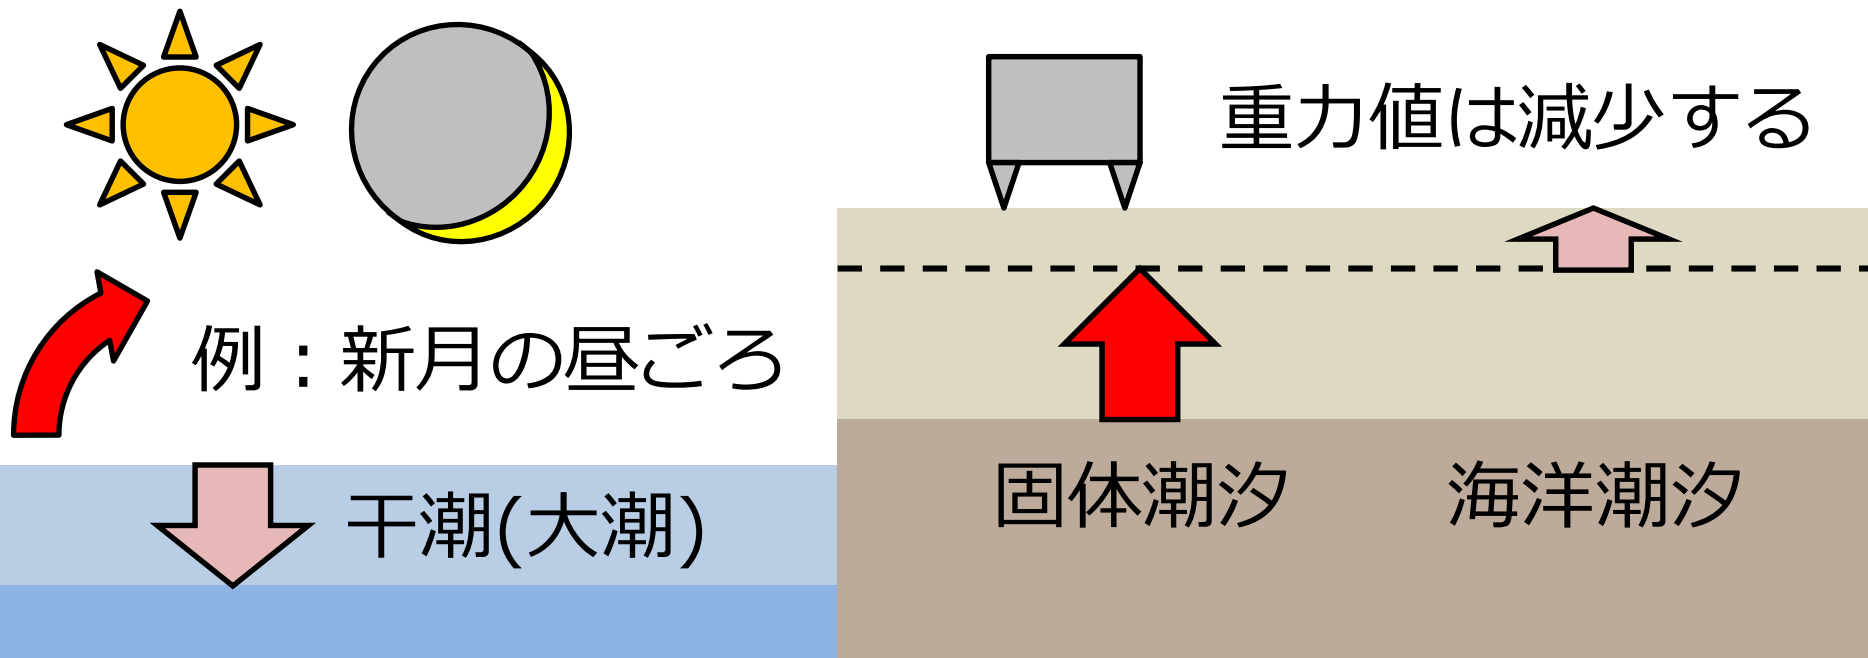 重力値は減少する
例：新月の昼ごろ
干潮(大潮)
固体潮汐
海洋潮汐